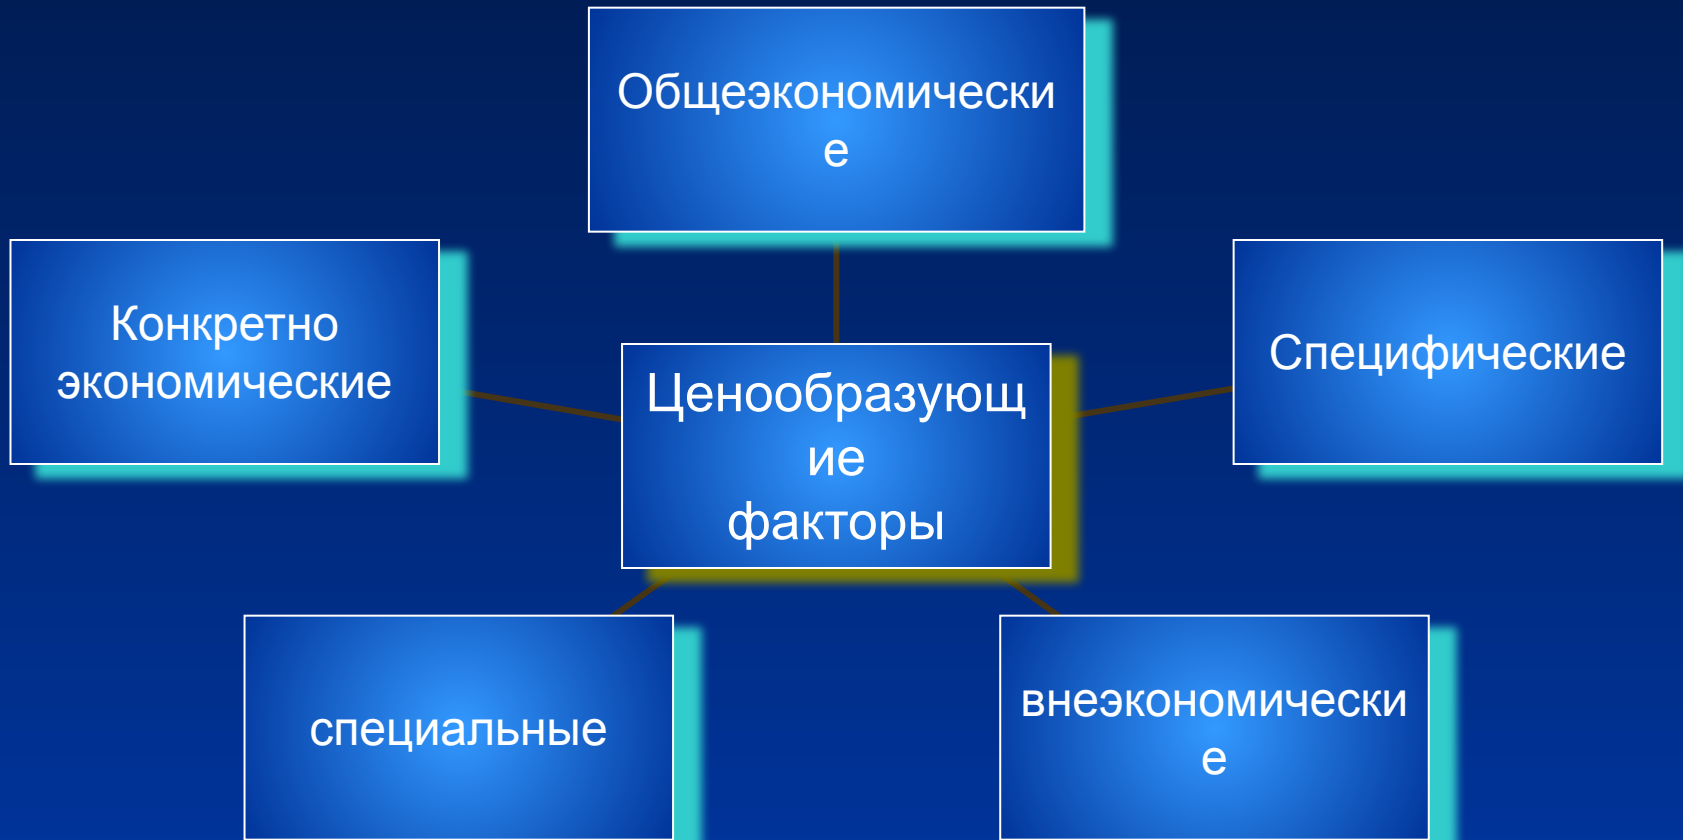 Общеэкономически
е
Конкретно
экономические
Специфические
Ценообразующ
ие
факторы
специальные
внеэкономически
е